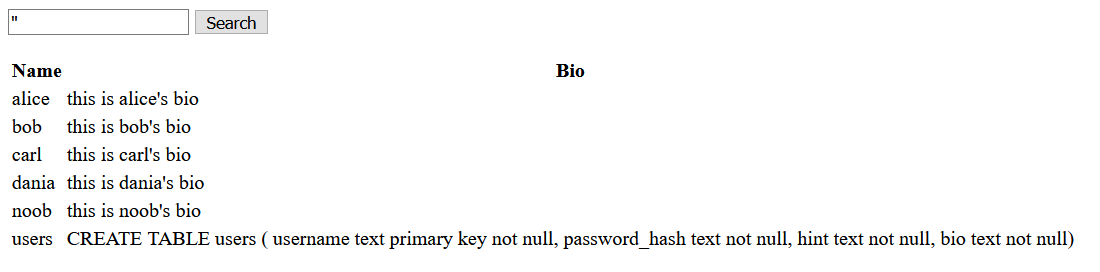 " Search
Name Bio
alice this is alice's bio
bob this is bob's bio
carl this is carl's bio
dania this is dania's bio
noob this is noob's bio
users CREATE TABLE users ( username text primary key not null, password_hash text not null, hint text not null, bio text not null)